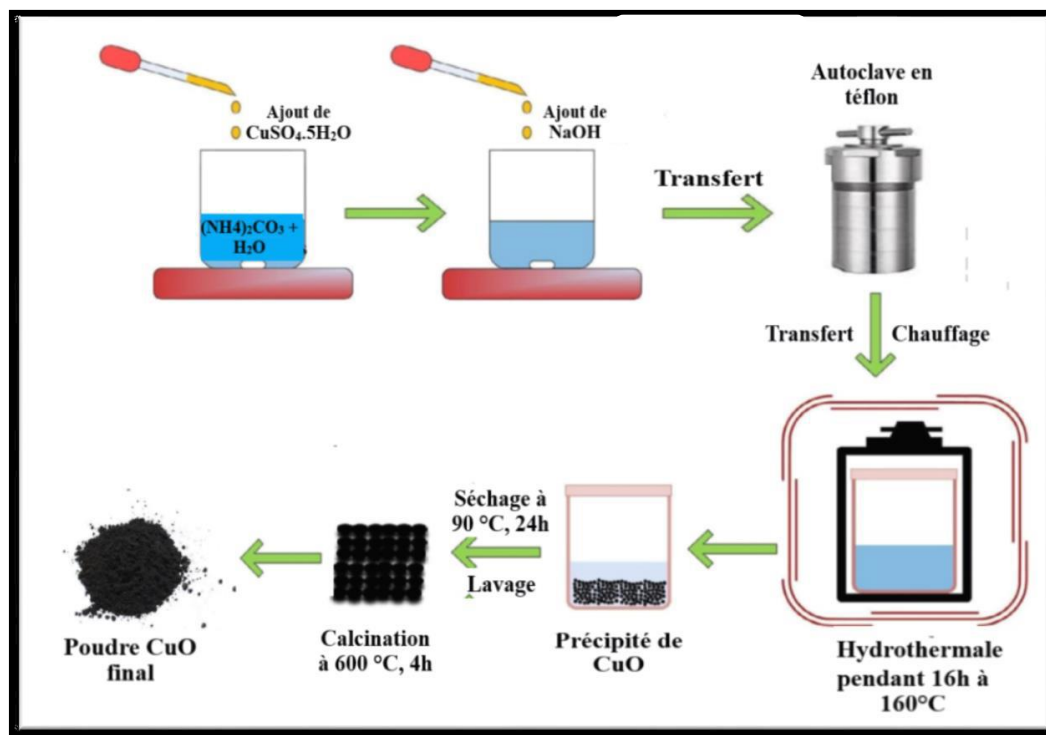 Ajout de
CuSO₄.5H₂O
(NH4)₂CO₃ +
H₂O
Ajout de
NaOH
Transfert
Autoclave en
téflon
Transfert
Chauffage
Hydrothermale
pendant 16h à
160°C
Précipité de
CuO
Séchage à
90 °C, 24h
Lavage
Calcination
à 600 °C, 4h
Poudre CuO
final